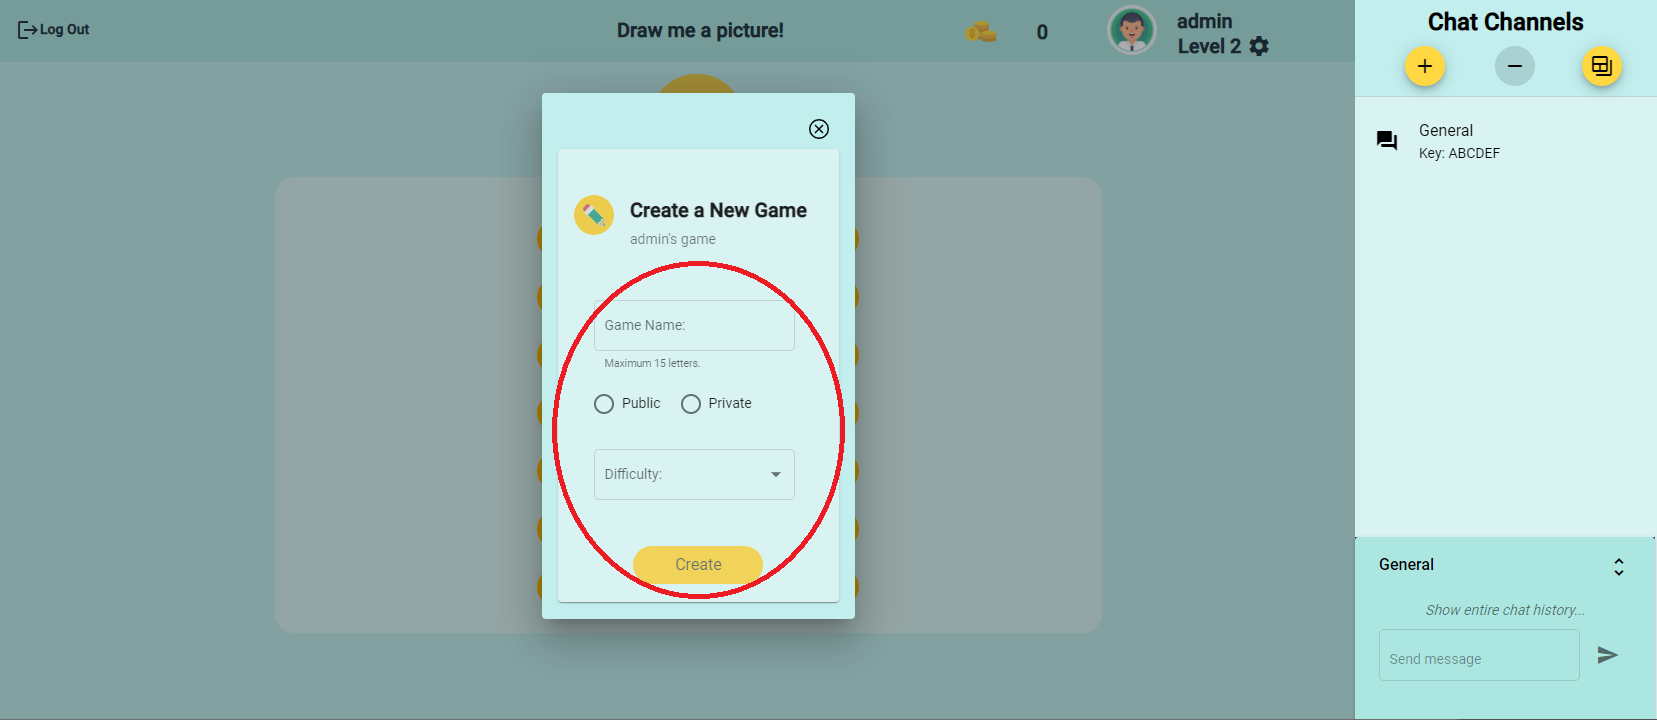 Log Out
Draw me a picture!
0
admin
Level 2
Create a New Game
admin's game
Game Name:
Maximum 15 letters.
Public Private
Difficulty:
Create
Chat Channels
General
Key: ABCDEF
General
Show entire chat history...
Send message